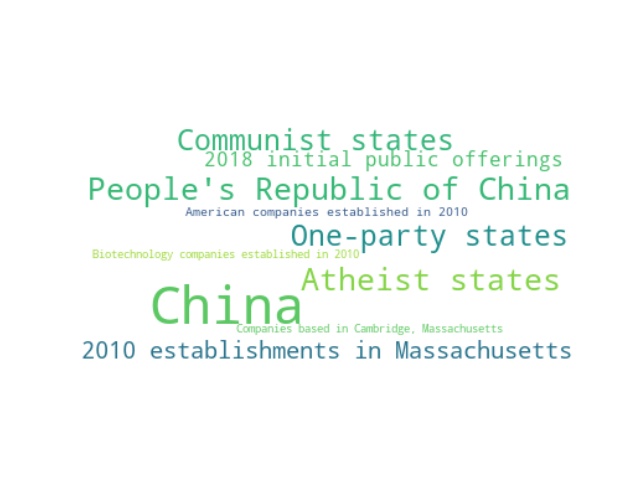 Communist states
2018 initial public offerings
People's Republic of China
American companies established in 2010
One-party states
Biotechnology companies established in 2010
Atheist states
China
Companies based in Cambridge, Massachusetts
2010 establishments in Massachusetts